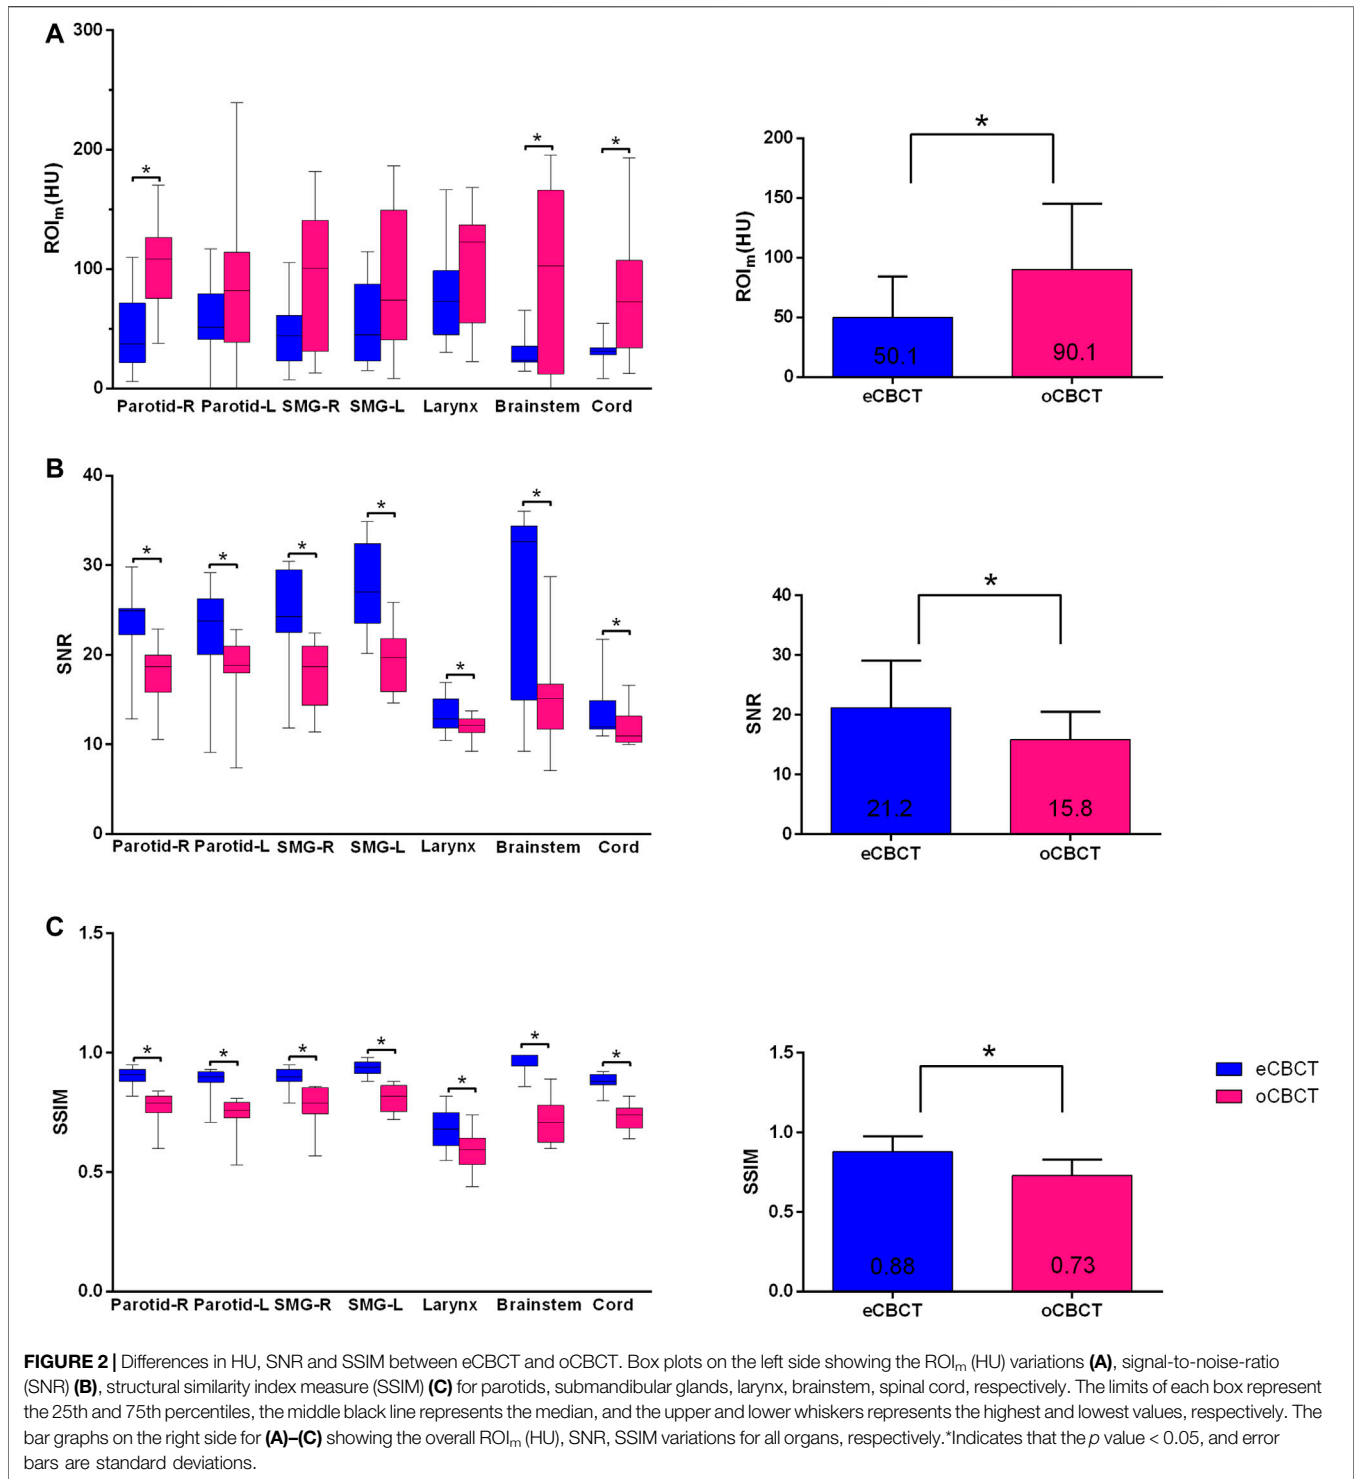 A
300
200
100
0
ROIm(HU)
* * *
Parotid-R Parotid-L SMG-R SMG-L Larynx Brainstem Cord
200
150
100
50
0
ROIm(HU)
*
50.1 90.1
eCBCT oCBCT
B
40
30
20
10
0
SNR
* * * * * * *
Parotid-R Parotid-L SMG-R SMG-L Larynx Brainstem Cord
40
30
20
10
0
SNR
*
21.2 15.8
eCBCT oCBCT
C
1.5
1.0
0.5
0.0
SSIM
* * * * * * *
Parotid-R Parotid-L SMG-R SMG-L Larynx Brainstem Cord
1.5
1.0
0.5
0.0
SSIM
*
0.88 0.73
eCBCT oCBCT
eCBCT
oCBCT
FIGURE 2 | Differences in HU, SNR and SSIM between eCBCT and oCBCT. Box plots on the left side showing the ROIm (HU) variations (A), signal-to-noise-ratio
(SNR) (B), structural similarity index measure (SSIM) (C) for parotids, submandibular glands, larynx, brainstem, spinal cord, respectively. The limits of each box represent
the 25th and 75th percentiles, the middle black line represents the median, and the upper and lower whiskers represents the highest and lowest values, respectively. The
bar graphs on the right side for (A)–(C) showing the overall ROIm (HU), SNR, SSIM variations for all organs, respectively.*Indicates that the p value < 0.05, and error
bars are standard deviations.